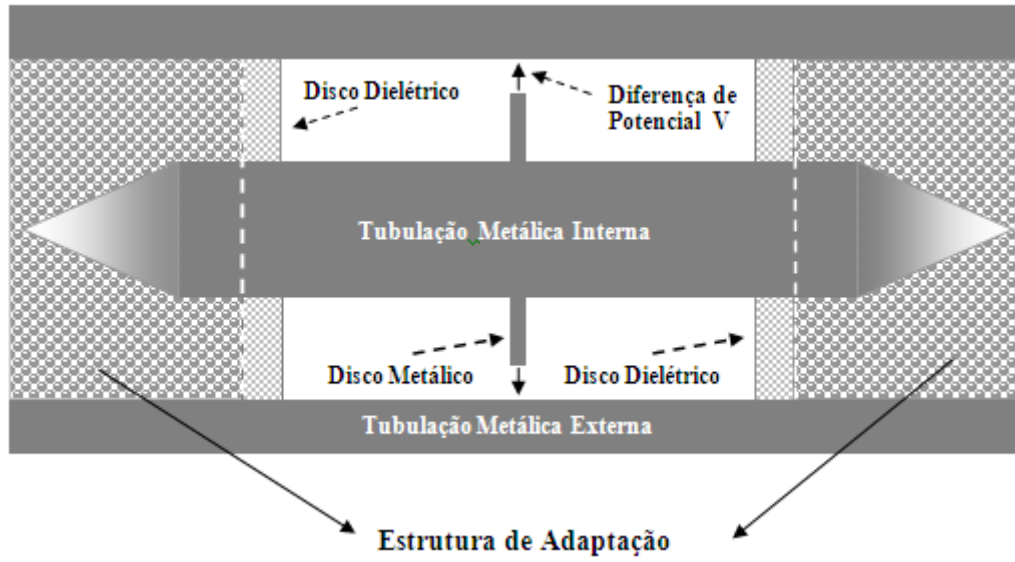 Disco Dielétrico
Diferença de
Potencial V
Tubulação Metálica Interna
Disco Metálico
Disco Dielétrico
Tubulação Metálica Externa
Estrutura de Adaptação